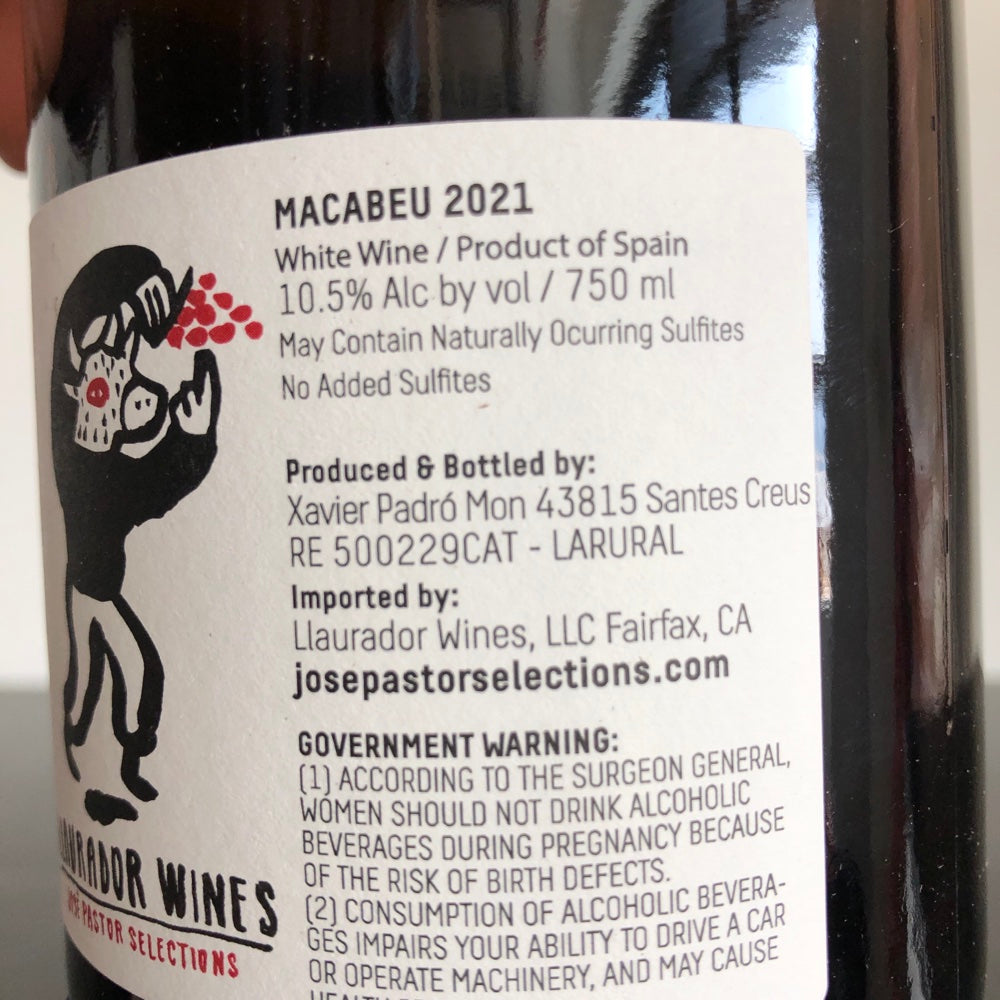 MACABEU 2021
White Wine / Product of Spain
10.5% Alc by vol / 750 ml
May Contain Naturally Ocurring Sulfites
No Added Sulfites
Produced & Bottled by:
Xavier Padró Mon 43815 Santes Creus
RE 500229CAT - LARURAL
Imported by:
Llaurador Wines, LLC Fairfax, CA
josepastorselections.com
GOVERNMENT WARNING:
(1) ACCORDING TO THE SURGEON GENERAL,
WOMEN SHOULD NOT DRINK ALCOHOLIC
BEVERAGES DURING PREGNANCY BECAUSE
OF THE RISK OF BIRTH DEFECTS.
(2) CONSUMPTION OF ALCOHOLIC BEVERA-
GES IMPAIRS YOUR ABILITY TO DRIVE A CAR
OR OPERATE MACHINERY, AND MAY CAUSE
WINES
PASTOR SELECTIONS